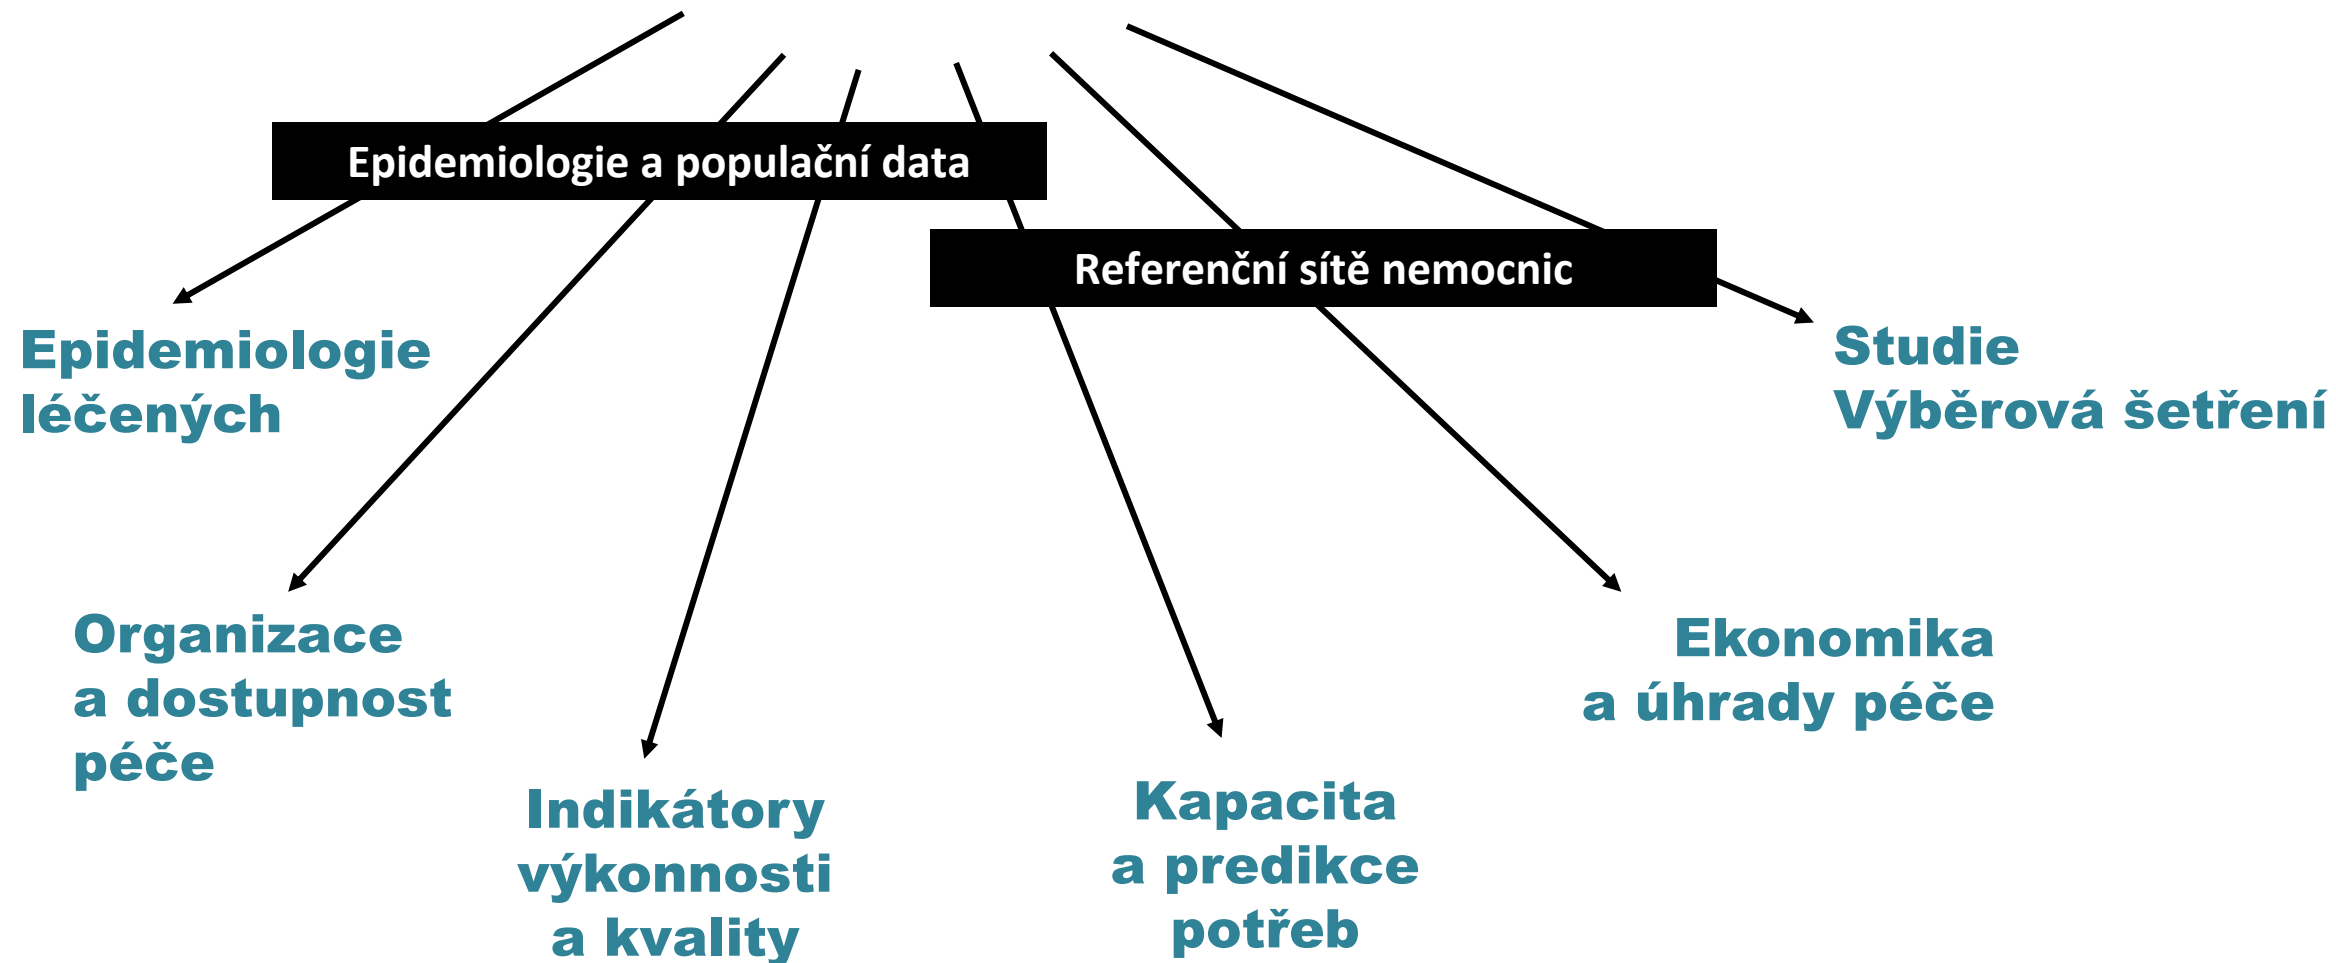 Epidemiologie a populační data
Referenční sítě nemocnic
Epidemiologie
léčených
Studie
Výběrová šetření
Organizace
a dostupnost
péče
Ekonomika
a úhrady péče
Indikátory
výkonnosti
a kvality
Kapacita
a predikce
potřeb